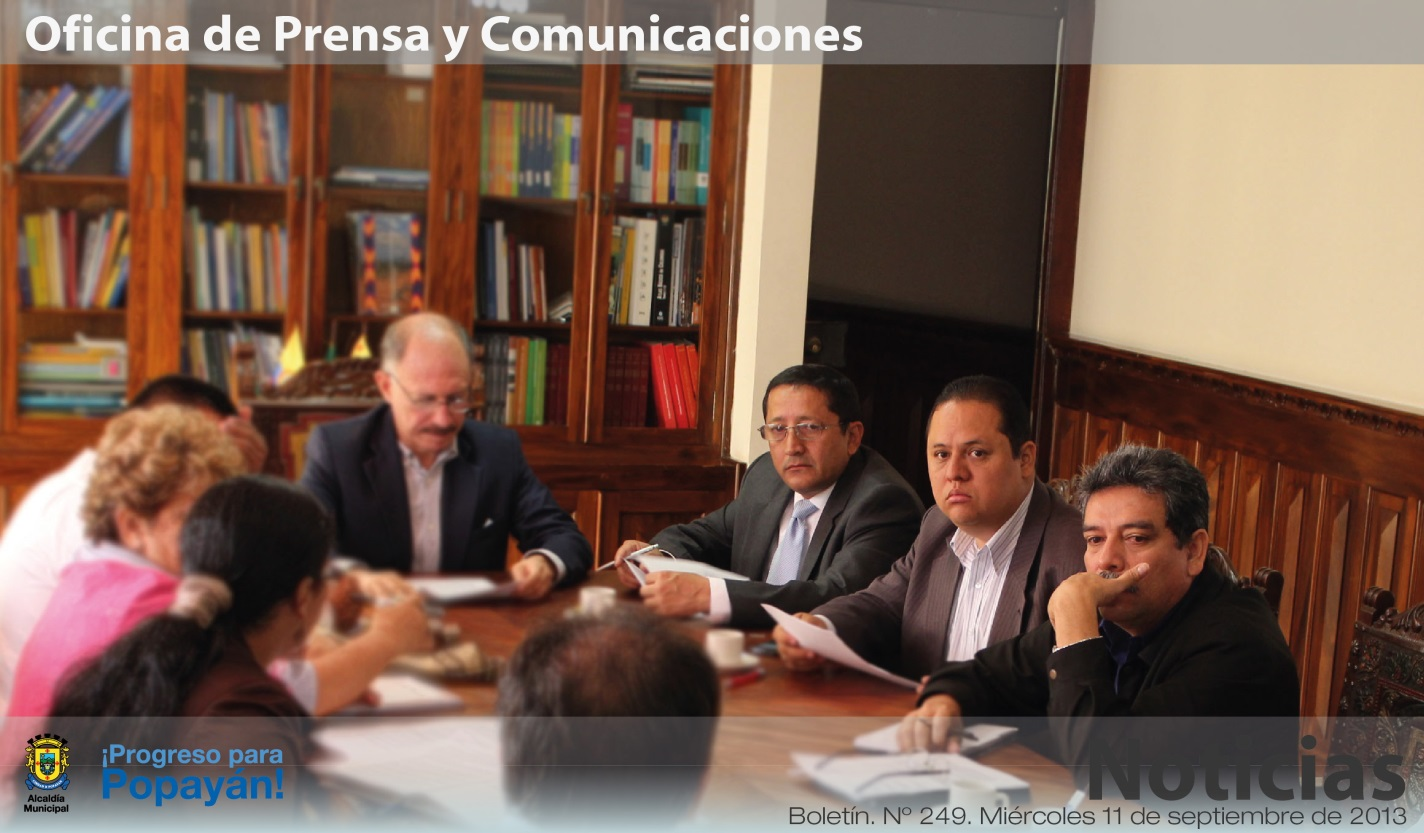 Oficina de Prensa y Comunicaciones
Alcaldía
Municipal
¡Progreso para
Popayán!
Noticias
Boletín. Nº 249. Miércoles 11 de septiembre de 2013